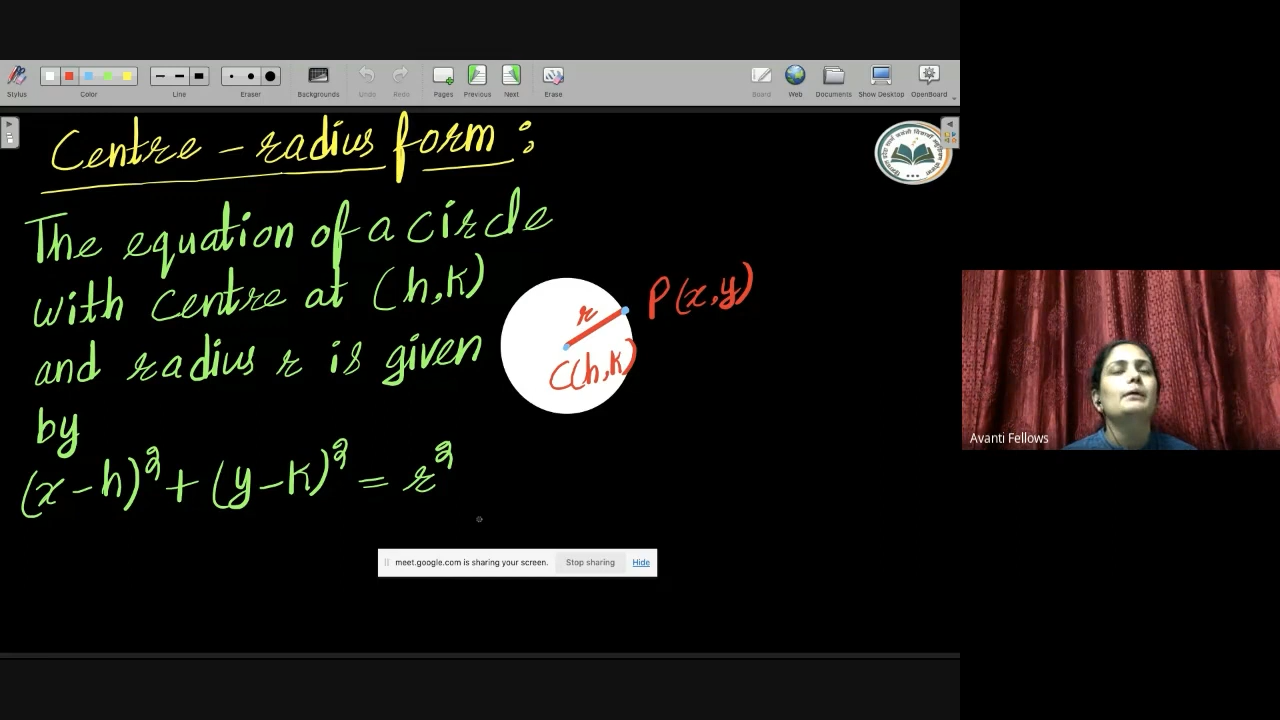 Stylus
Color
Line
Eraser
Backgrounds
Undo
Redo
Pages
Previous
Next
Erase
Board
Web
Documents
Show Desktop
OpenBoard
Centre - radius form :
The equation of a circle
with centre at (h,k)
and radius r is given
by
(x-h)²+(y-k)² = r²
r
P(x,y)
C(h,k)
meet.google.com is sharing your screen.
Stop sharing
Hide
Avanti Fellows